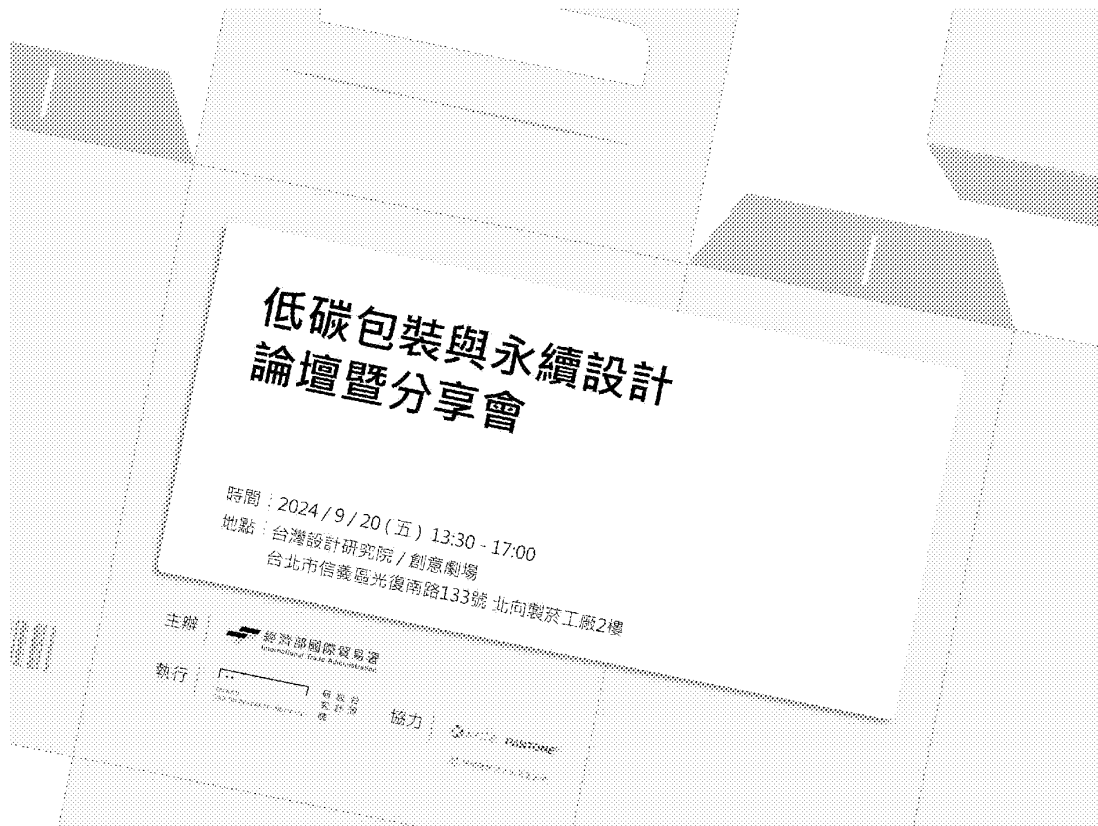 低碳包裝與永續設計
論壇暨分享會
時間：2024 / 9 / 20 ( 五 ) 13:30 - 17:00
地點：台灣設計研究院 / 創意劇場
台北市信義區光復南路133號 北向製菸工廠2樓
主辦
經濟部國際貿易署
International Trade Administration
執行
協力
PANTONE